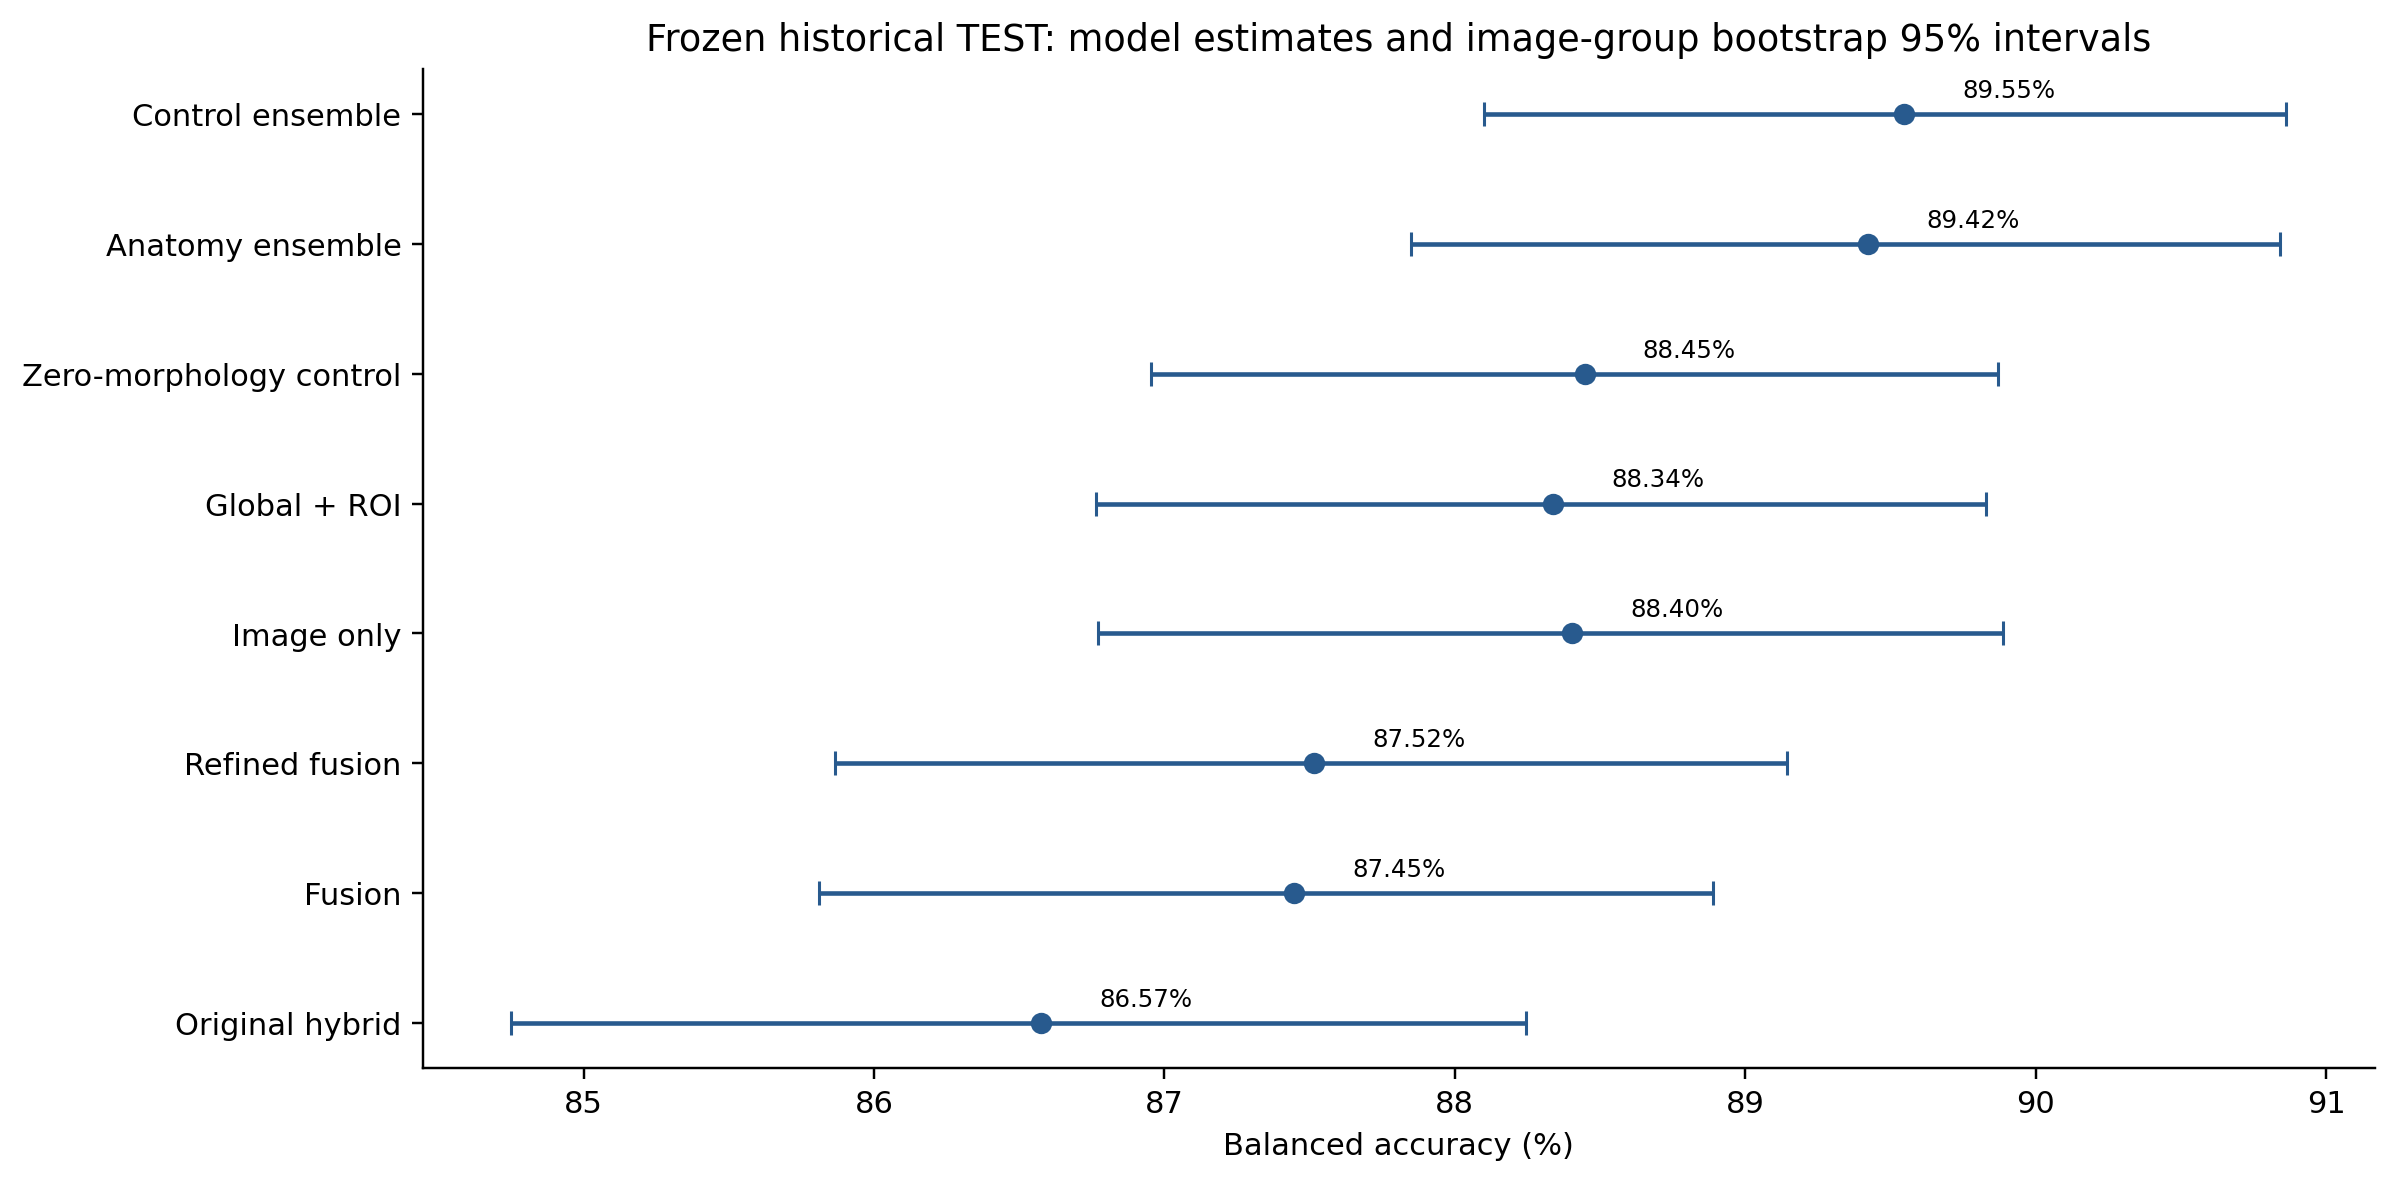 Frozen historical TEST: model estimates and image-group bootstrap 95% intervals
Control ensemble
89.55%
Anatomy ensemble
89.42%
Zero-morphology control
88.45%
Global + ROI
88.34%
Image only
88.40%
Refined fusion
87.52%
Fusion
87.45%
Original hybrid
86.57%
85 86 87 88 89 90 91
Balanced accuracy (%)